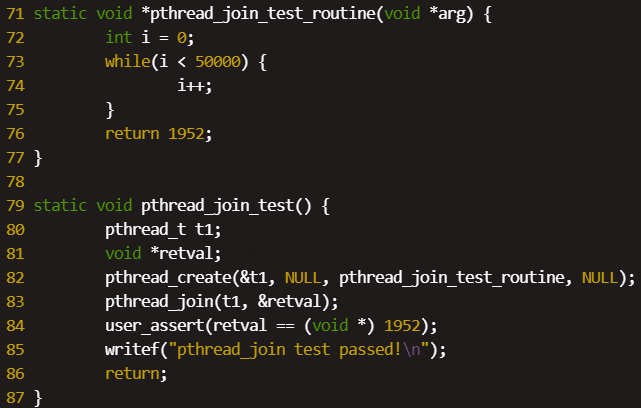 71 static void *pthread_join_test_routine(void *arg) {
72         int i = 0;
73         while(i < 50000) {
74                 i++;
75         }
76         return 1952;
77 }
78
79 static void pthread_join_test() {
80         pthread_t t1;
81         void *retval;
82         pthread_create(&t1, NULL, pthread_join_test_routine, NULL);
83         pthread_join(t1, &retval);
84         user_assert(retval == (void *) 1952);
85         writef("pthread_join test passed!\n");
86         return;
87 }